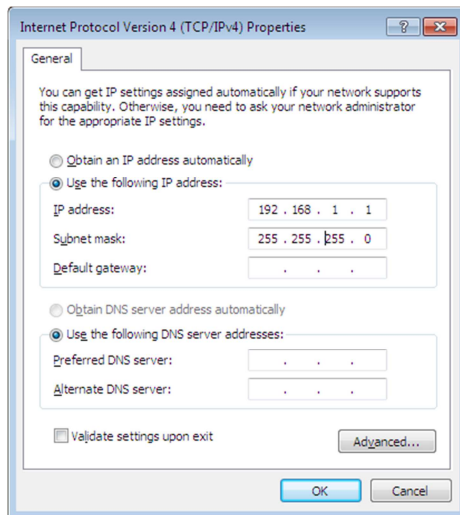 Internet Protocol Version 4 (TCP/IPv4) Properties
?
General
You can get IP settings assigned automatically if your network supports
this capability. Otherwise, you need to ask your network administrator
for the appropriate IP settings.
Obtain an IP address automatically
Use the following IP address:
IP address: 192 . 168 . 1 . 1
Subnet mask: 255 . 255 . 255 . 0
Default gateway: . . .
Obtain DNS server address automatically
Use the following DNS server addresses:
Preferred DNS server: . . .
Alternate DNS server: . . .
Validate settings upon exit
Advanced...
OK Cancel